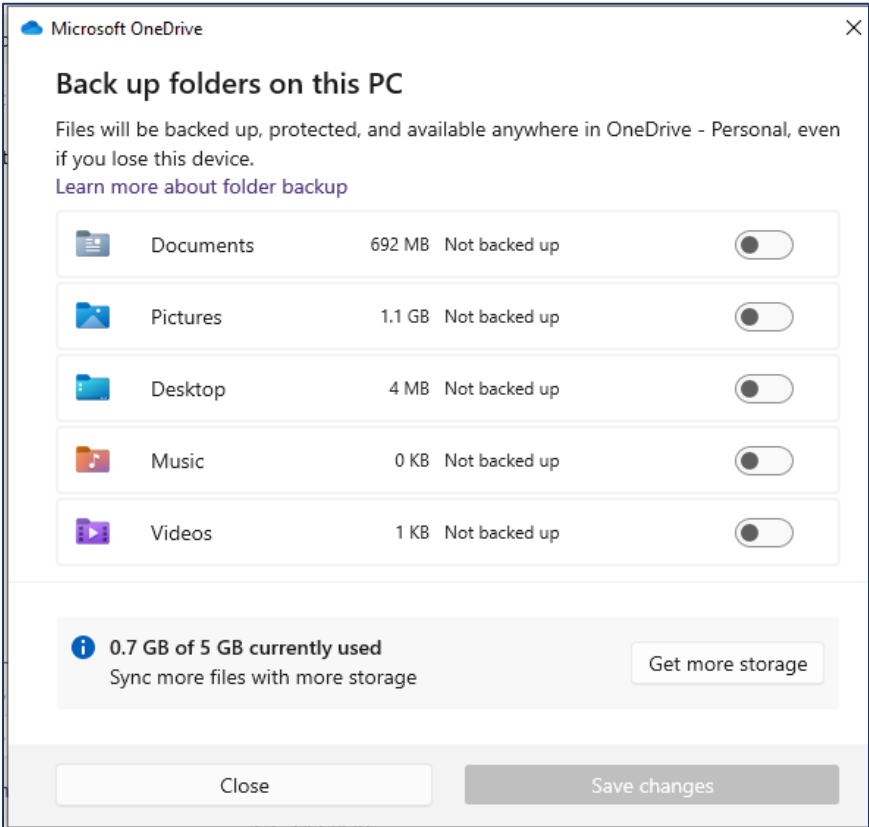 Microsoft OneDrive
Back up folders on this PC
Files will be backed up, protected, and available anywhere in OneDrive - Personal, even
if you lose this device.
Learn more about folder backup
Documents 692 MB Not backed up
Pictures 1.1 GB Not backed up
Desktop 4 MB Not backed up
Music 0 KB Not backed up
Videos 1 KB Not backed up
0.7 GB of 5 GB currently used
Sync more files with more storage
Get more storage
Close Save changes